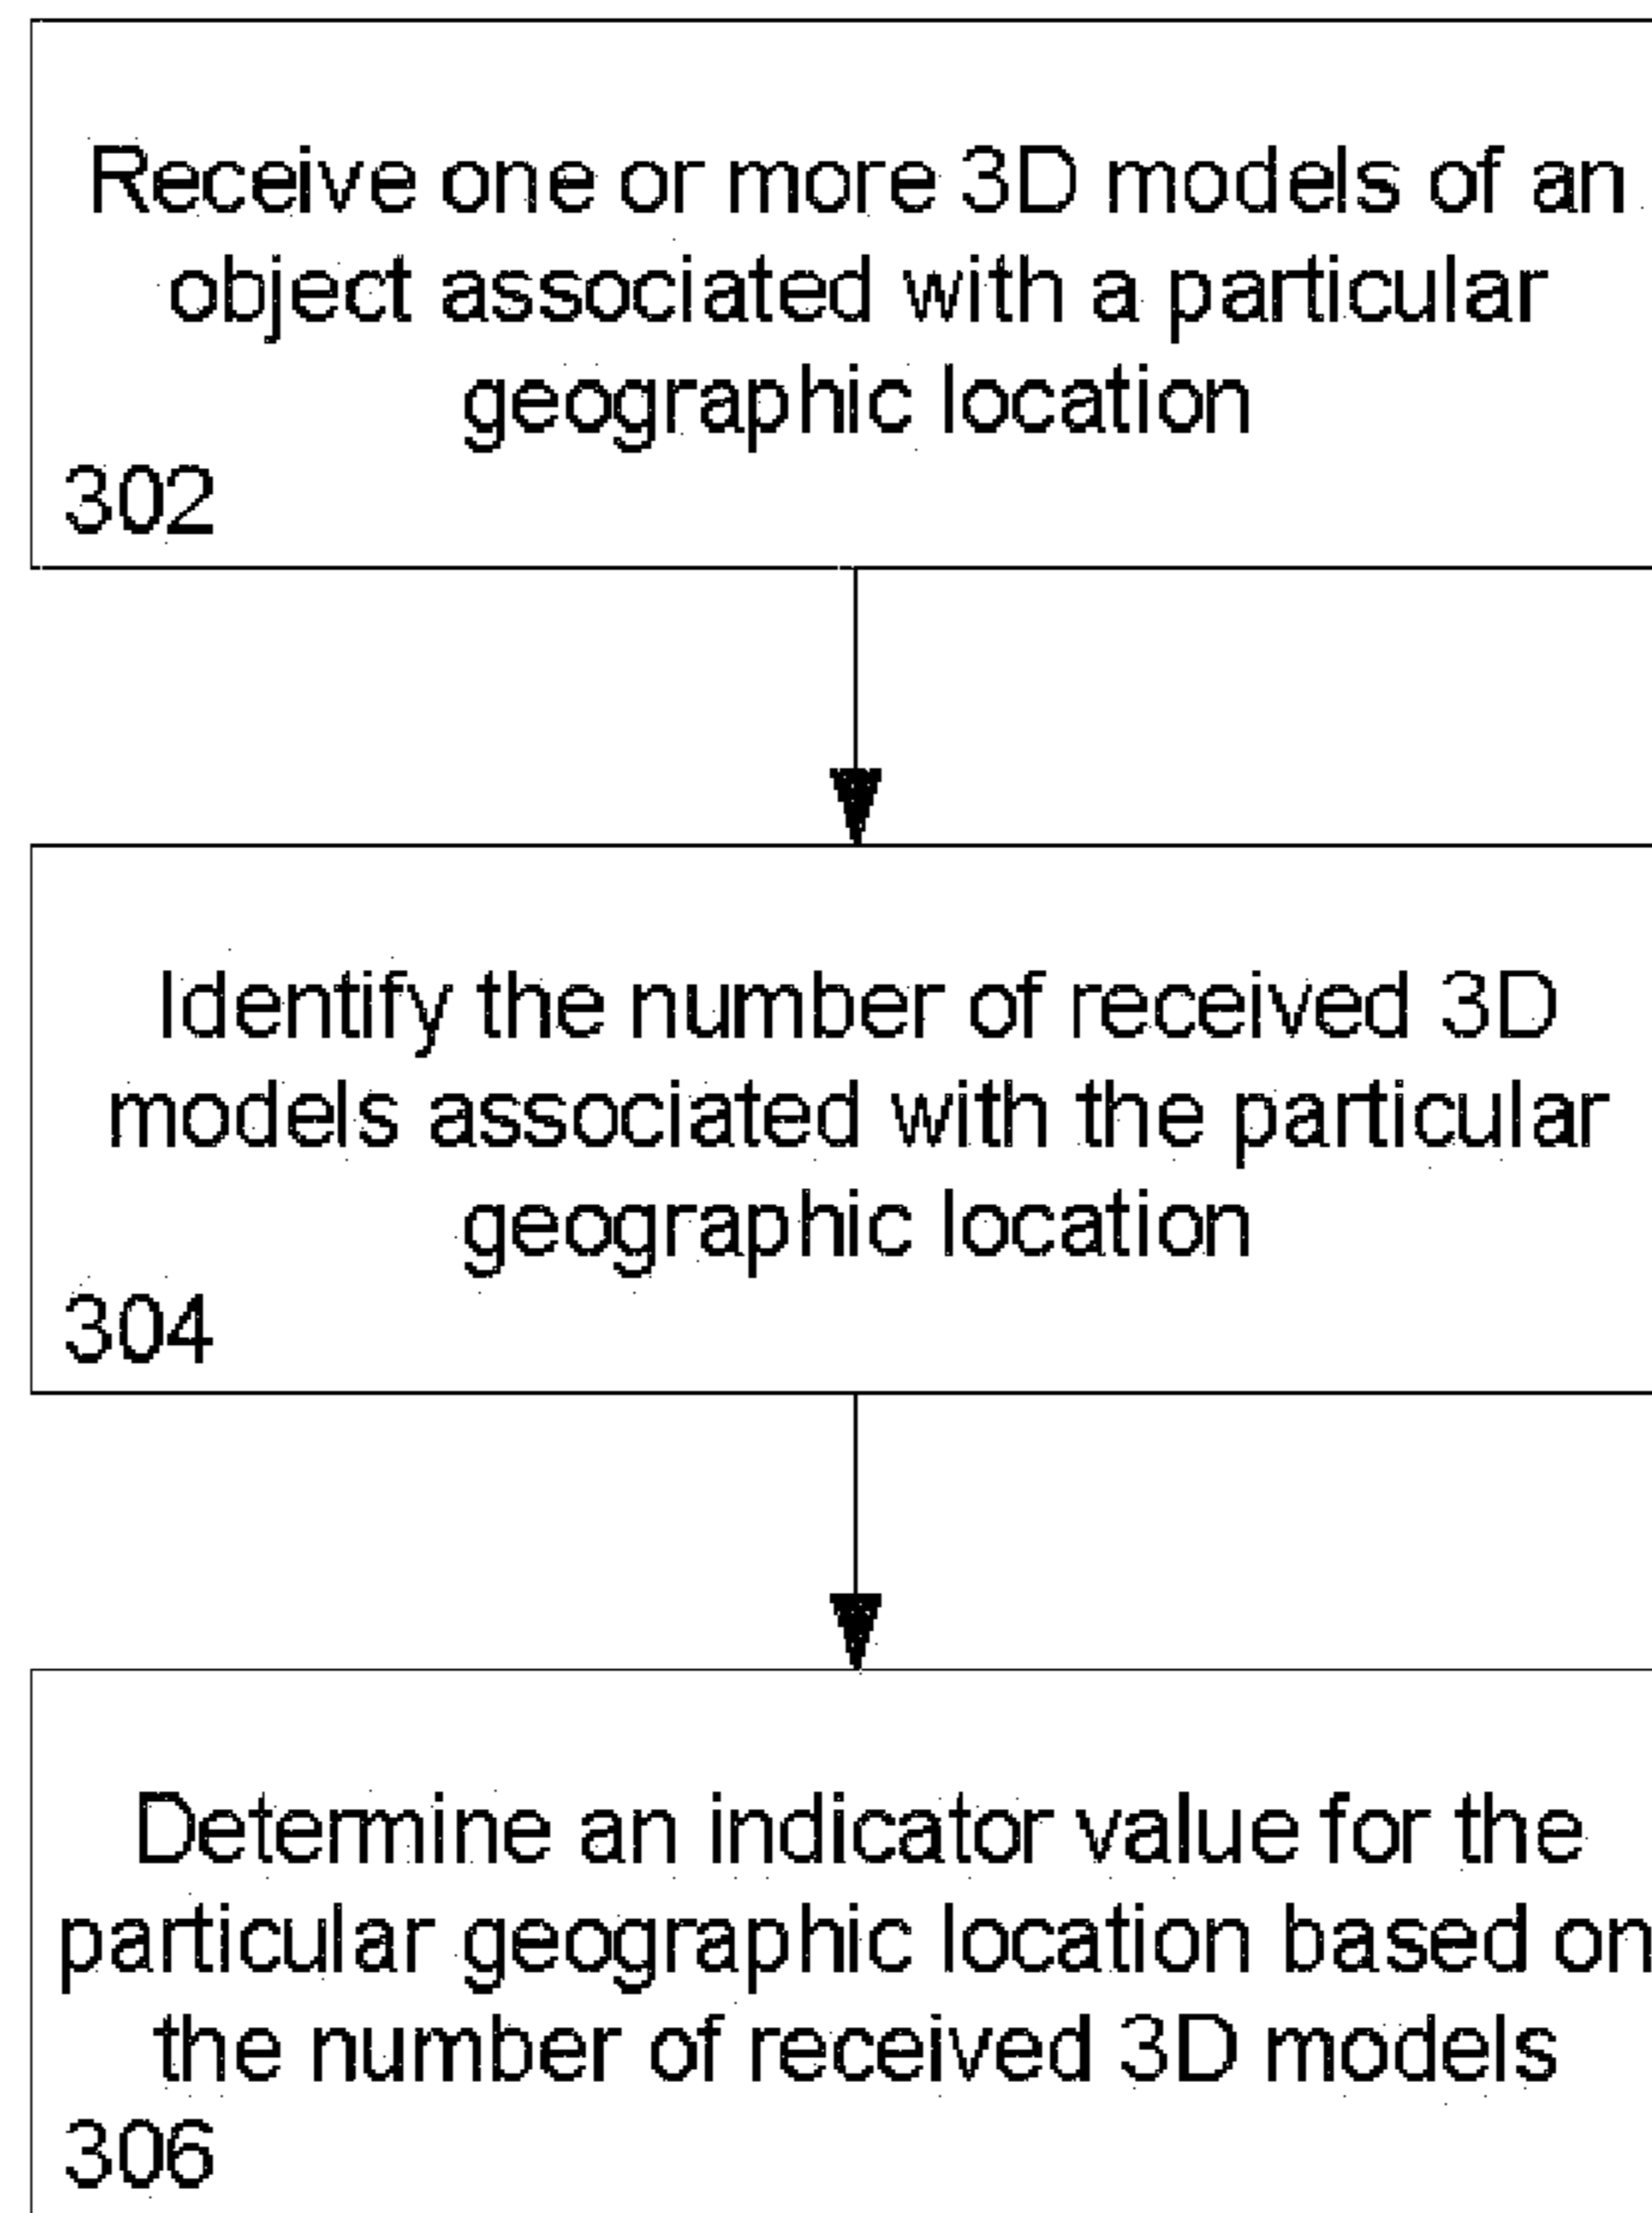 Receive one or more 3D models of an
object associated with a particular
geographic location
302
Identify the number of received 3D
models associated with the particular
geographic location
304
Determine an indicator value for the
particular geographic location based on
the number of received 3D models
306